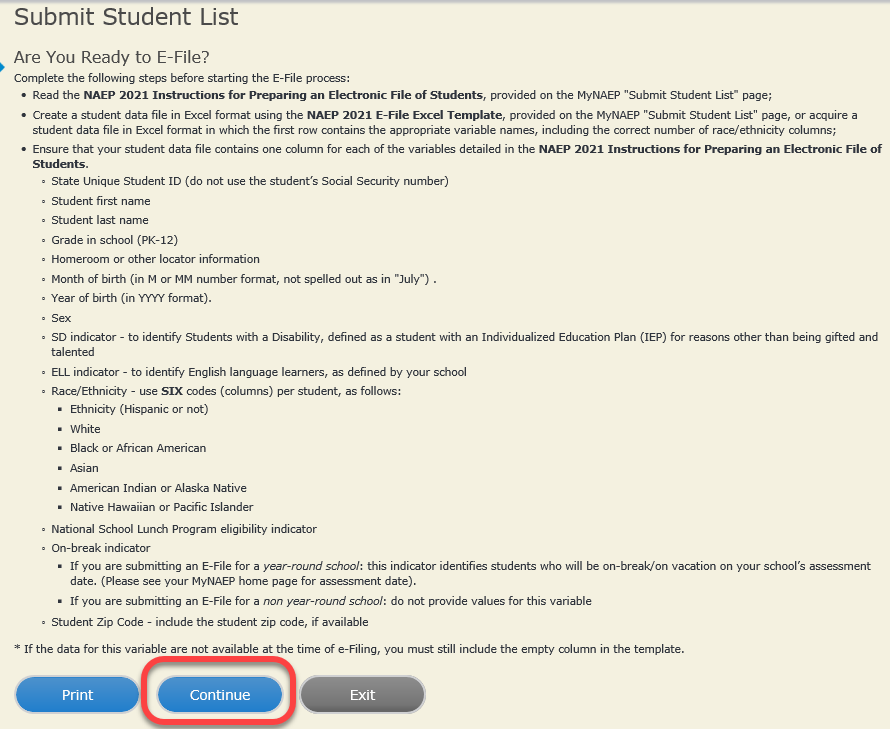 Submit Student List
Are You Ready to E-File?
Complete the following steps before starting the E-File process:
• Read the NAEP 2021 Instructions for Preparing an Electronic File of Students, provided on the MyNAEP "Submit Student List" page;
• Create a student data file in Excel format using the NAEP 2021 E-File Excel Template, provided on the MyNAEP "Submit Student List" page, or acquire a
student data file in Excel format in which the first row contains the appropriate variable names, including the correct number of race/ethnicity columns;
• Ensure that your student data file contains one column for each of the variables detailed in the NAEP 2021 Instructions for Preparing an Electronic File of
Students.
◦ State Unique Student ID (do not use the student's Social Security number)
◦ Student first name
◦ Student last name
◦ Grade in school (PK-12)
◦ Homeroom or other locator information
◦ Month of birth (in M or MM number format, not spelled out as in "July") .
◦ Year of birth (in YYYY format).
◦ Sex
◦ SD indicator - to identify Students with a Disability, defined as a student with an Individualized Education Plan (IEP) for reasons other than being gifted and
talented
◦ ELL indicator - to identify English language learners, as defined by your school
◦ Race/Ethnicity - use SIX codes (columns) per student, as follows:
▪ Ethnicity (Hispanic or not)
▪ White
▪ Black or African American
▪ Asian
▪ American Indian or Alaska Native
▪ Native Hawaiian or Pacific Islander
◦ National School Lunch Program eligibility indicator
◦ On-break indicator
▪ If you are submitting an E-File for a year-round school: this indicator identifies students who will be on-break/on vacation on your school's assessment
date. (Please see your MyNAEP home page for assessment date).
▪ If you are submitting an E-File for a non year-round school: do not provide values for this variable
◦ Student Zip Code - include the student zip code, if available
* If the data for this variable are not available at the time of e-Filing, you must still include the empty column in the template.
Print Continue Exit